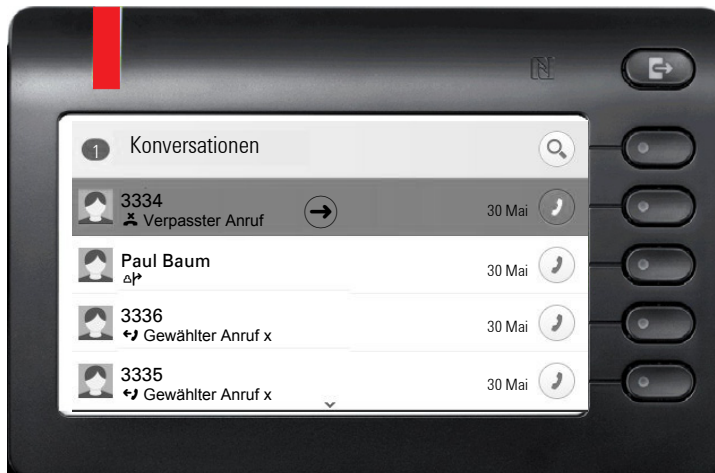 1 Konversationen
3334
Verpasster Anruf
30 Mai
Paul Baum
30 Mai
3336
Gewählter Anruf x
30 Mai
3335
Gewählter Anruf x
30 Mai